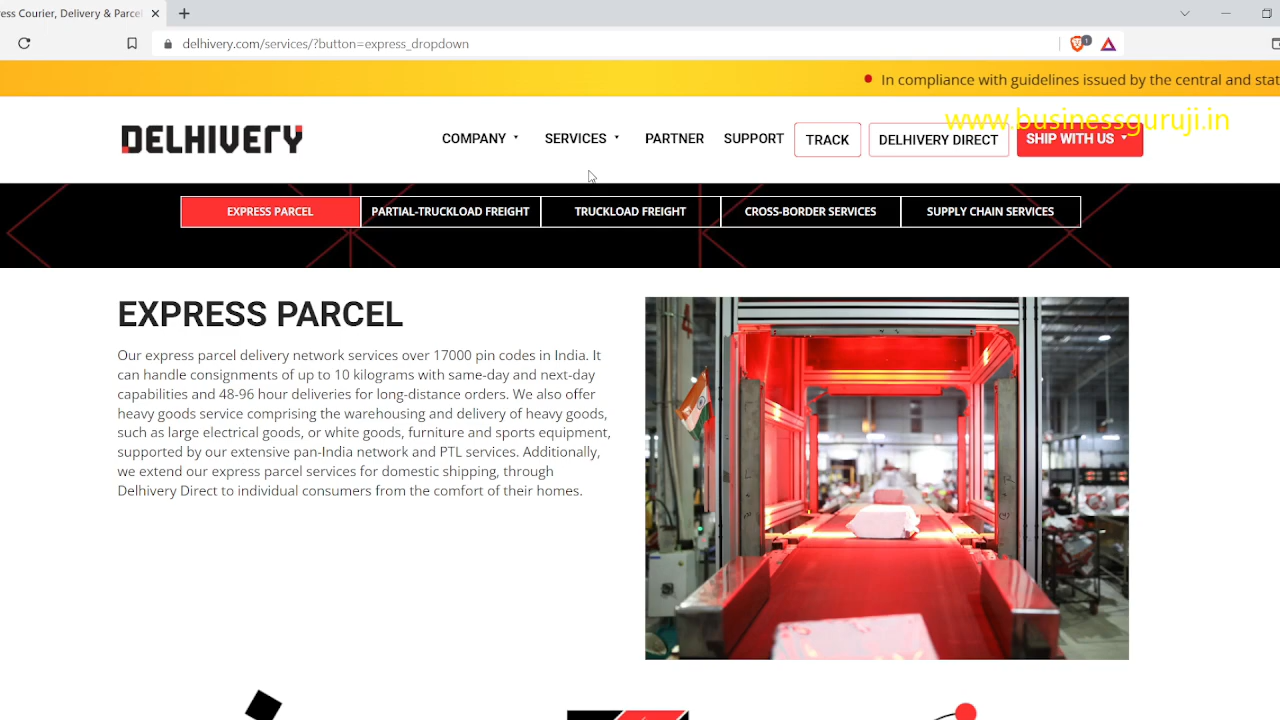 ess Courier, Delivery & Parcel
delhivery.com/services/?button=express_dropdown
1
In compliance with guidelines issued by the central and stat
www.businessguruji.in
DELHIVERY
COMPANY
SERVICES
PARTNER
SUPPORT
TRACK
DELHIVERY DIRECT
SHIP WITH US
EXPRESS PARCEL
PARTIAL-TRUCKLOAD FREIGHT
TRUCKLOAD FREIGHT
CROSS-BORDER SERVICES
SUPPLY CHAIN SERVICES
EXPRESS PARCEL
Our express parcel delivery network services over 17000 pin codes in India. It
can handle consignments of up to 10 kilograms with same-day and next-day
capabilities and 48-96 hour deliveries for long-distance orders. We also offer
heavy goods service comprising the warehousing and delivery of heavy goods,
such as large electrical goods, or white goods, furniture and sports equipment,
supported by our extensive pan-India network and PTL services. Additionally,
we extend our express parcel services for domestic shipping, through
Delhivery Direct to individual consumers from the comfort of their homes.
4